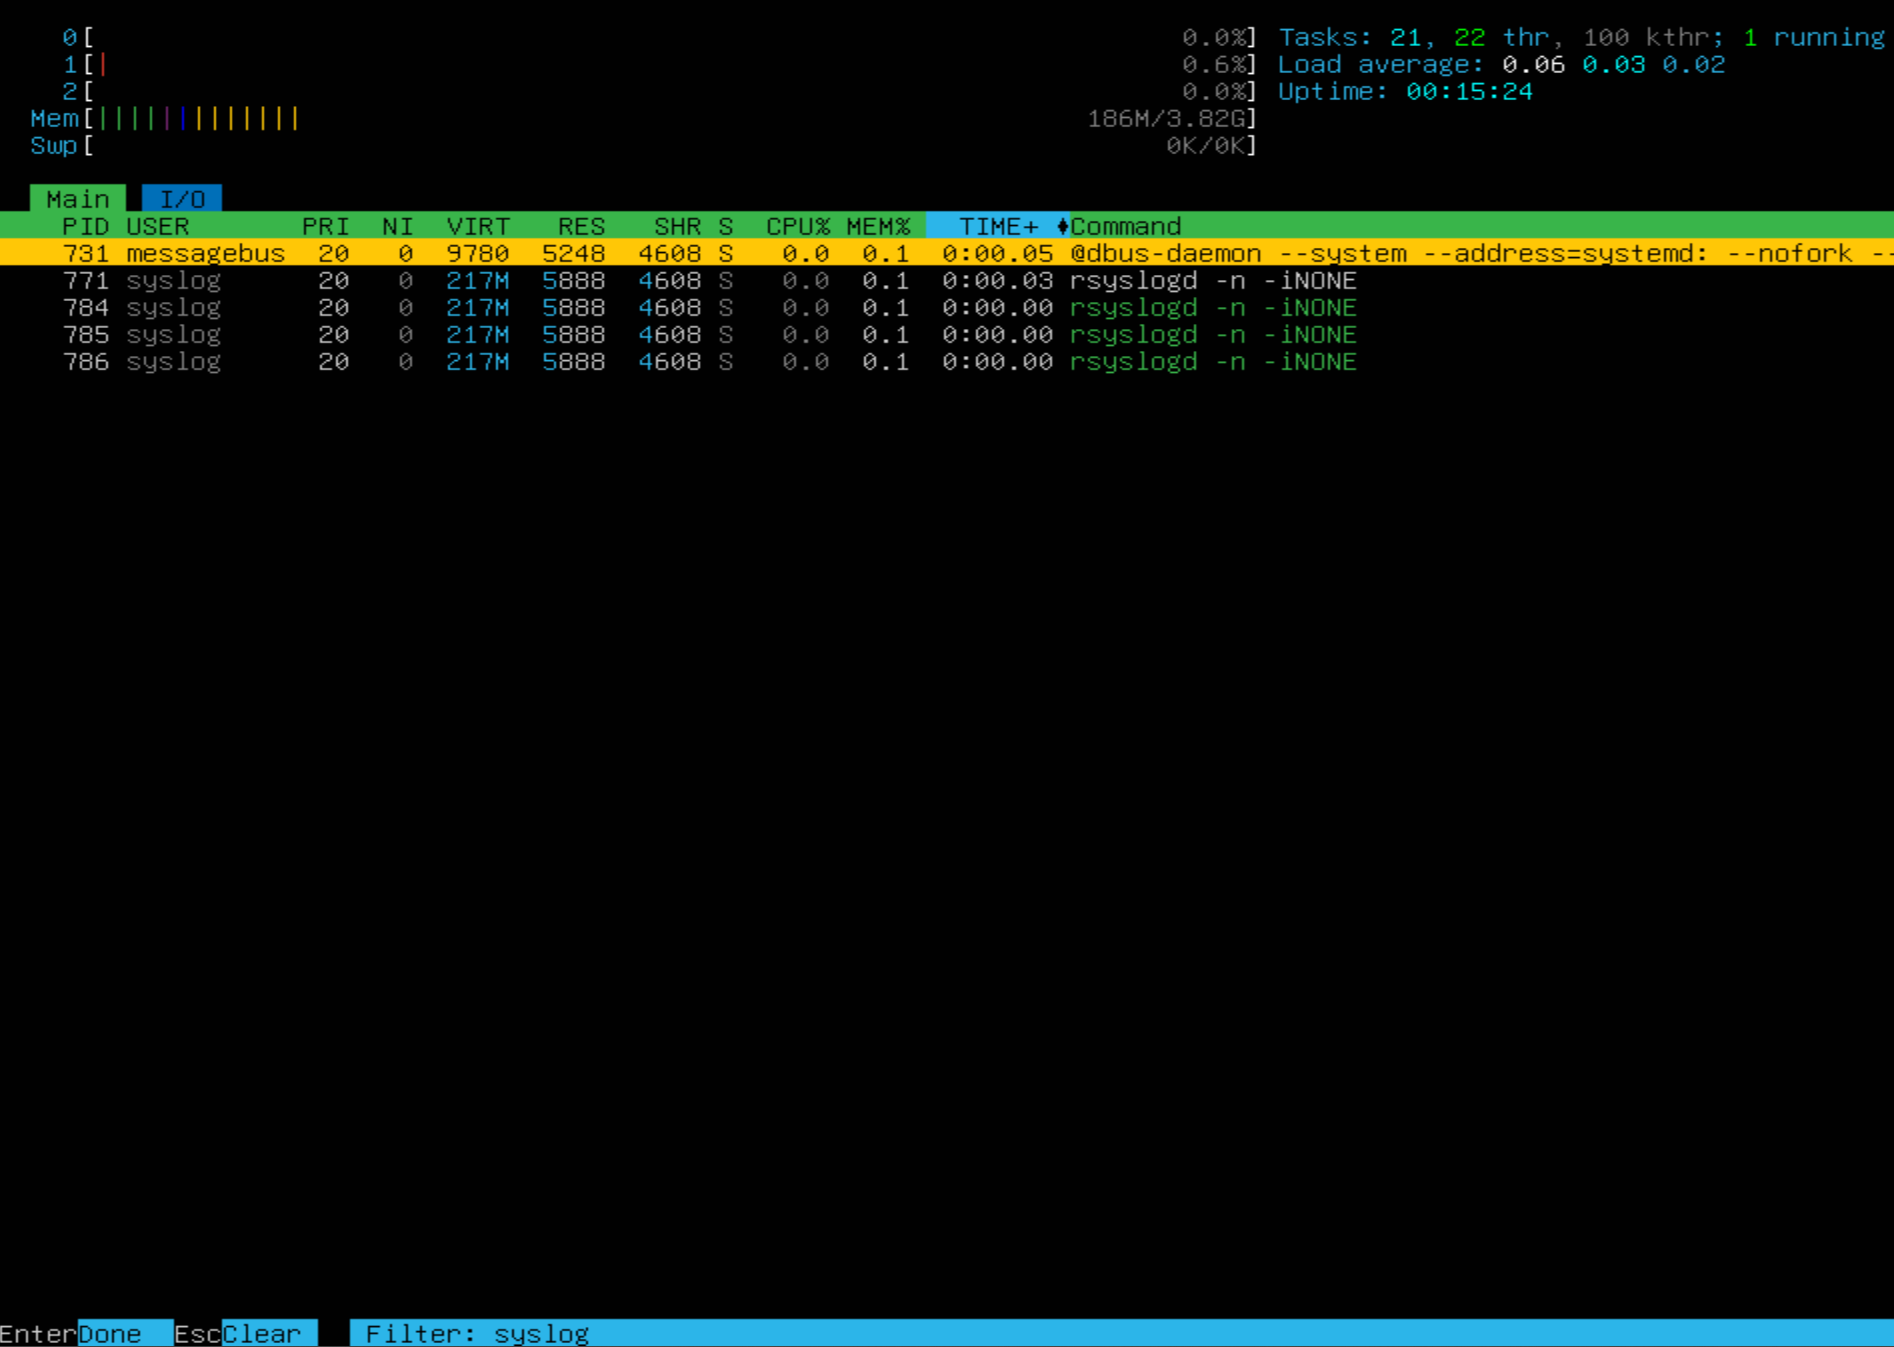 0[ 0.0%] Tasks: 21, 22 thr, 100 kthr; 1 running
1[| 0.6%] Load average: 0.06 0.03 0.02
2[ 0.0%] Uptime: 00:15:24
Mem[||||||||||||| 186M/3.82G]
Swp[ 0K/0K]
Main I/O
PID USER PRI NI VIRT RES SHR S CPU% MEM% TIME+ Command
731 messagebus 20 0 9780 5248 4608 S 0.0 0.1 0:00.05 @dbus-daemon --system --address=systemd: --nofork --
771 syslog 20 0 217M 5888 4608 S 0.0 0.1 0:00.03 rsyslogd -n -iNONE
784 syslog 20 0 217M 5888 4608 S 0.0 0.1 0:00.00 rsyslogd -n -iNONE
785 syslog 20 0 217M 5888 4608 S 0.0 0.1 0:00.00 rsyslogd -n -iNONE
786 syslog 20 0 217M 5888 4608 S 0.0 0.1 0:00.00 rsyslogd -n -iNONE
EnterDone EscClear Filter: syslog